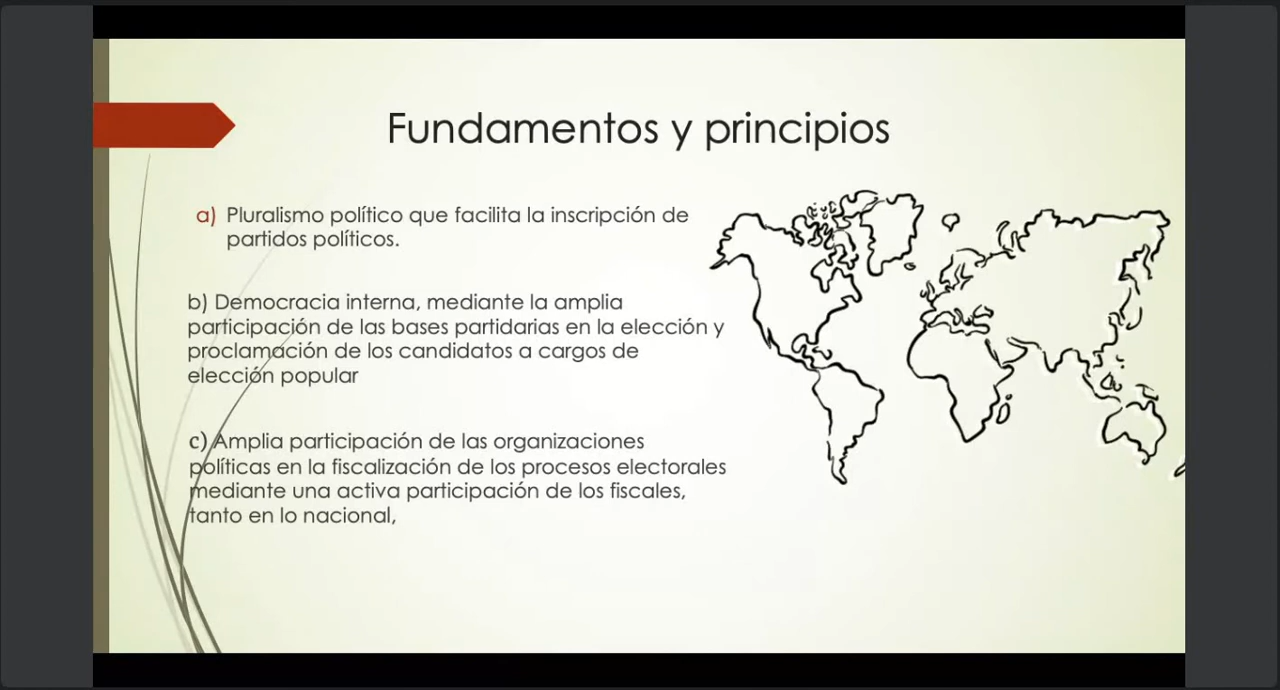 Fundamentos y principios
a) Pluralismo político que facilita la inscripción de
partidos políticos.
b) Democracia interna, mediante la amplia
participación de las bases partidarias en la elección y
proclamación de los candidatos a cargos de
elección popular
c) Amplia participación de las organizaciones
políticas en la fiscalización de los procesos electorales
mediante una activa participación de los fiscales,
tanto en lo nacional,